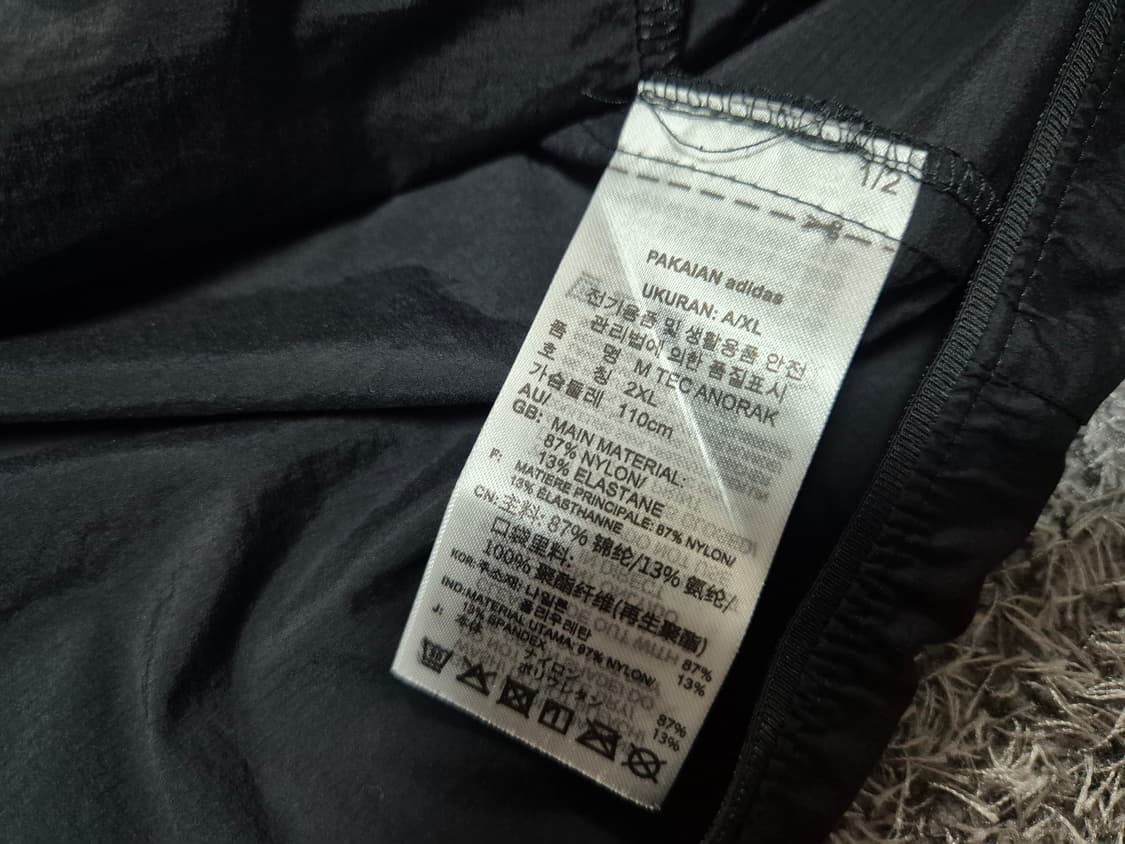 1/2
PAKAIAN adidas
UKURAN: A/XL
전기용품 및 생활용품 안전
관리법에 의한 품질표시
품 명 M TEC ANORAK
호 칭 2XL
가슴둘레 110cm
AU/
GB: MAIN MATERIAL:
87% NYLON/
13% ELASTANE
F: MATIERE PRINCIPALE: 87% NYLON/
13% ELASTHANNE
CN: 主料: 87% 锦纶/13% 氨纶/
口袋里料:
100% 聚酯纤维(再生聚酯)
KOR: 주소재: 나일론 87%
폴리우레탄 13%
IND:MATERIAL UTAMA: 87% NYLON/
13% SPANDEX
J: 本体 ナイロン 87%
ポリウレタン 13%